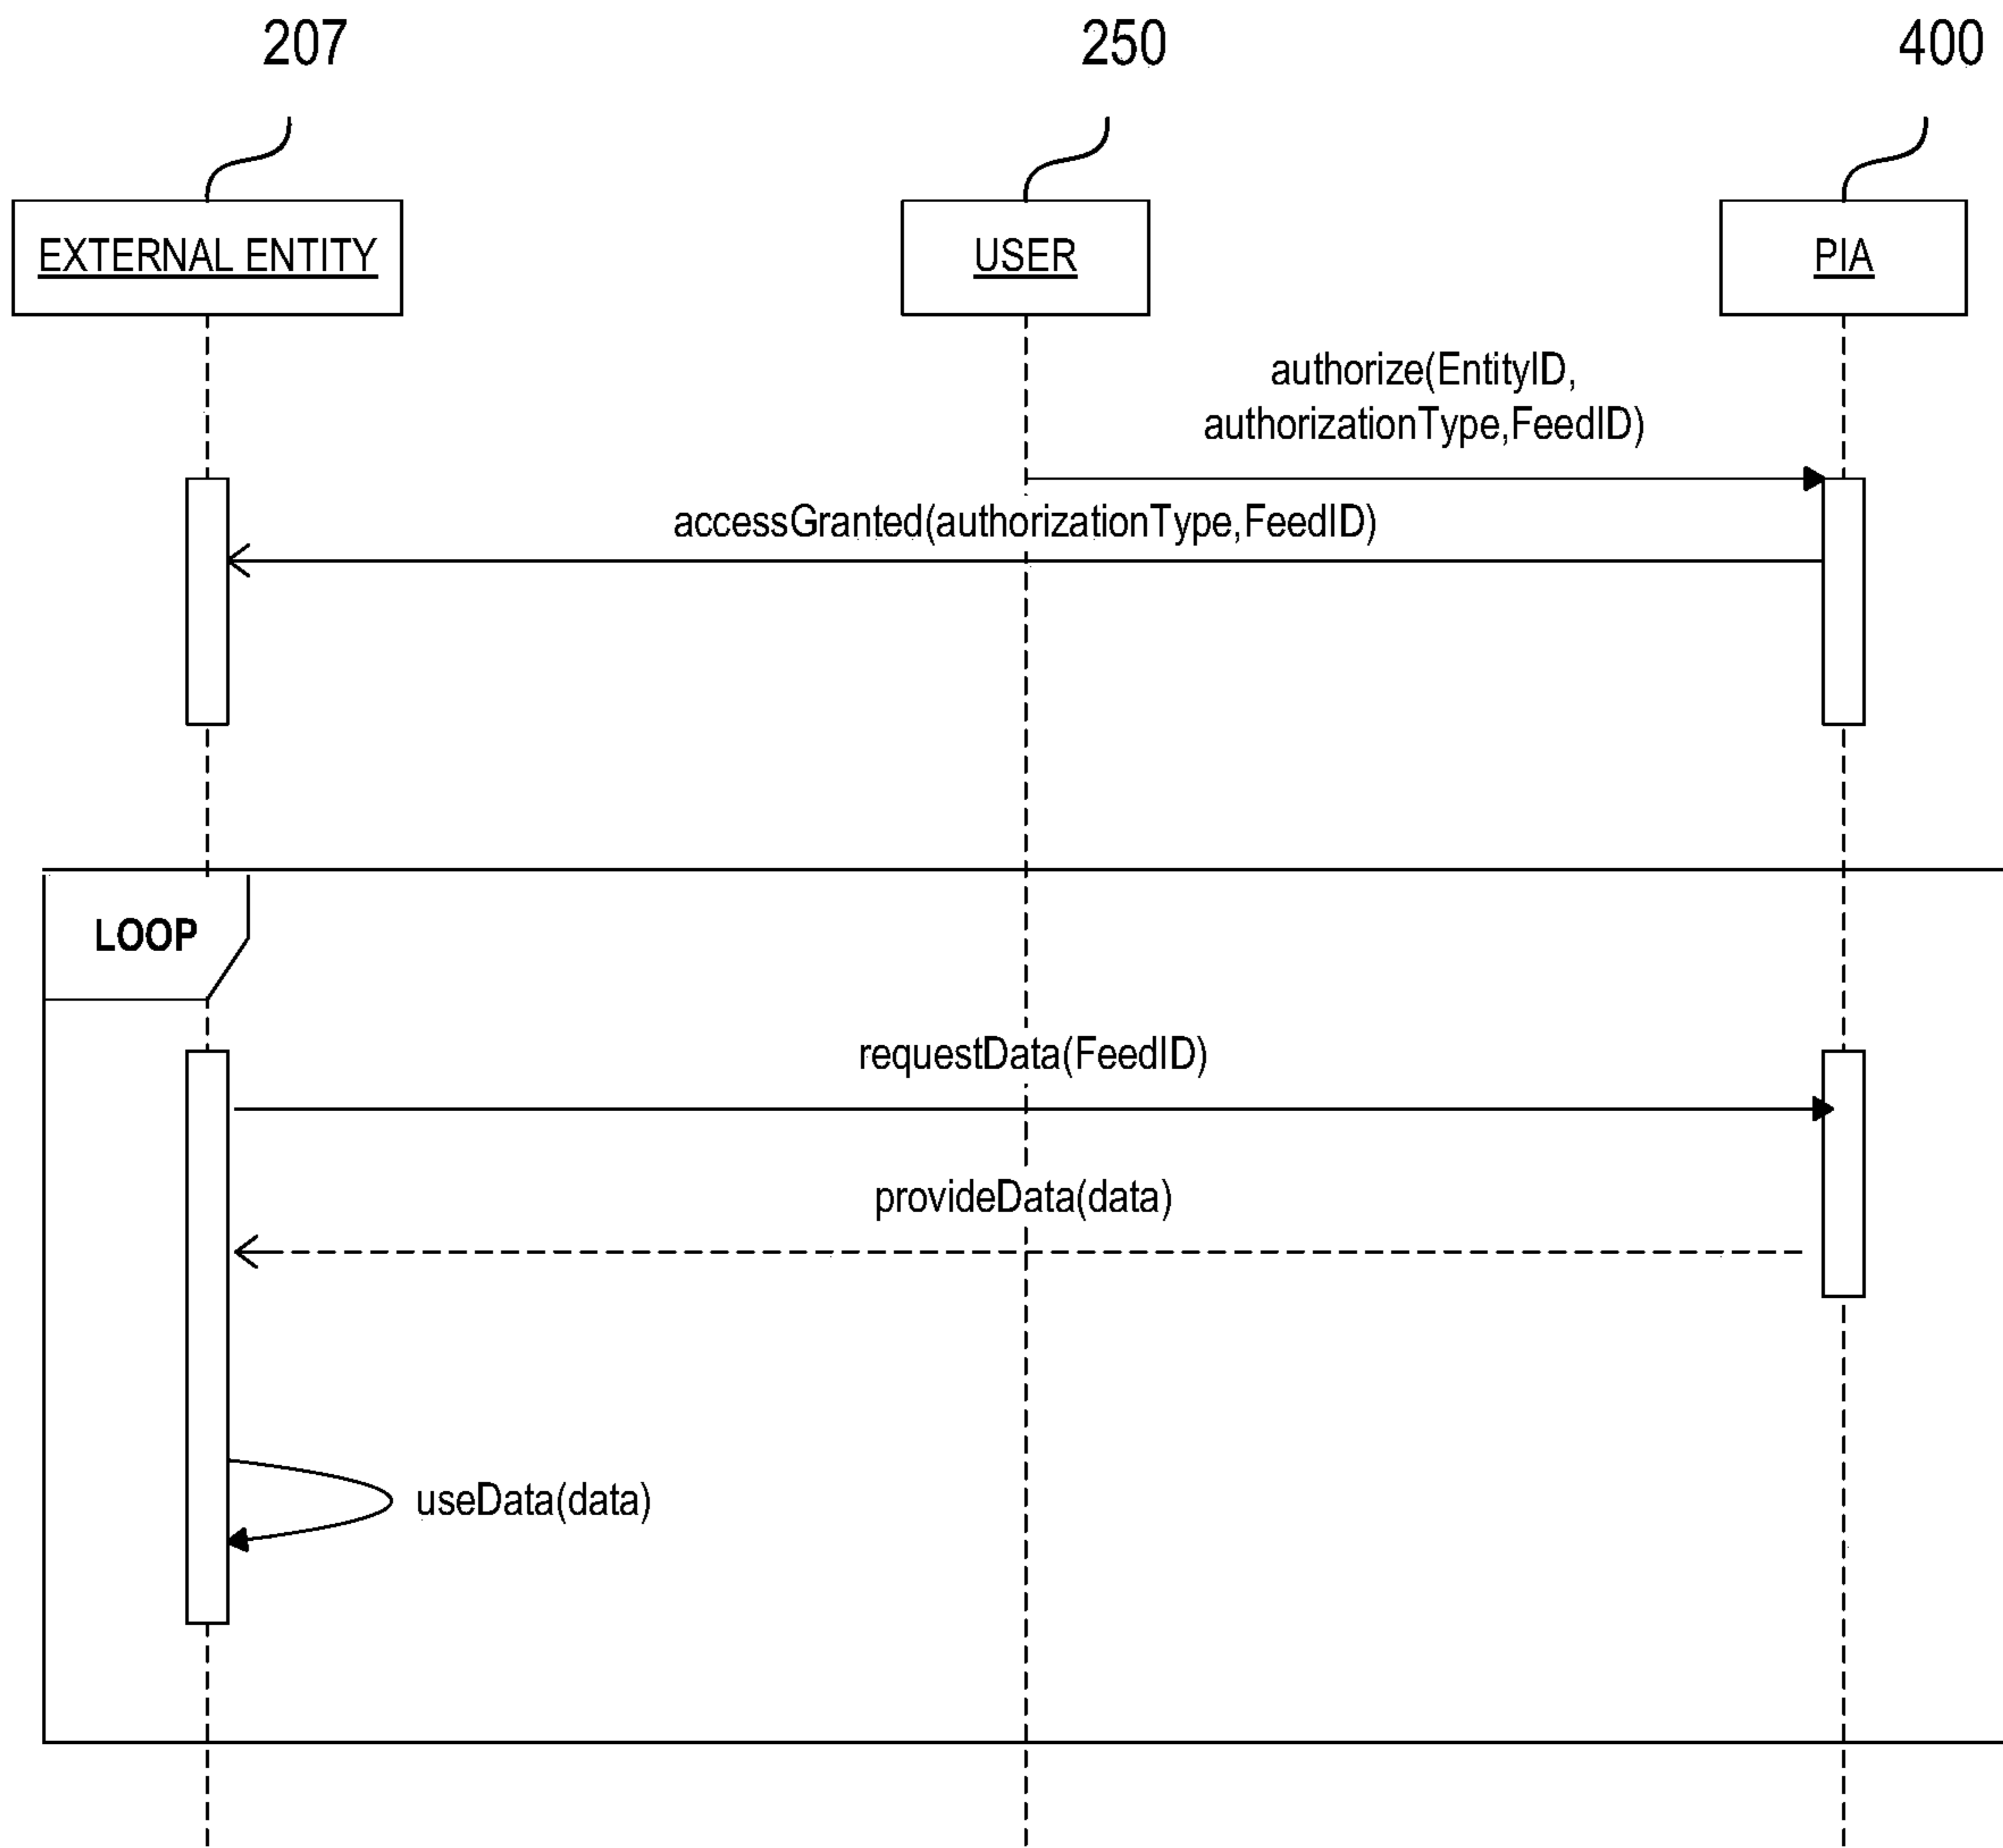 207
250
400
EXTERNAL ENTITY
USER
PIA
authorize(EntityID,
authorizationType,FeedID)
accessGranted(authorizationType,FeedID)
LOOP
requestData(FeedID)
provideData(data)
useData(data)